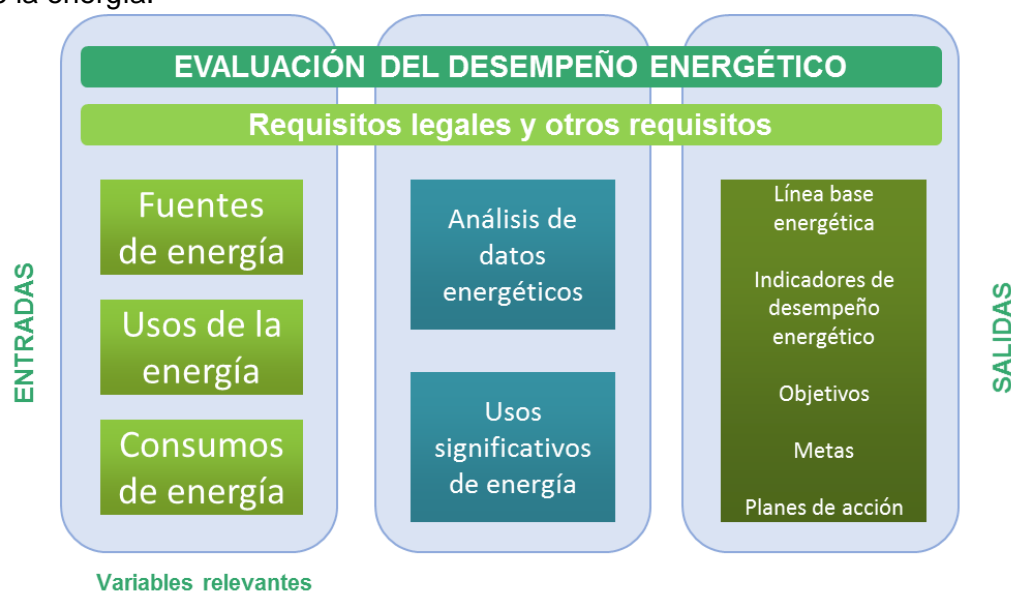 la energía.
EVALUACIÓN DEL DESEMPEÑO ENERGÉTICO
Requisitos legales y otros requisitos
ENTRADAS
Fuentes
de energía
Usos de la
energía
Consumos
de energía
Variables relevantes
Análisis de
datos
energéticos
Usos
significativos
de energía
Línea base
energética
Indicadores de
desempeño
energético
Objetivos
Metas
Planes de acción
SALIDAS